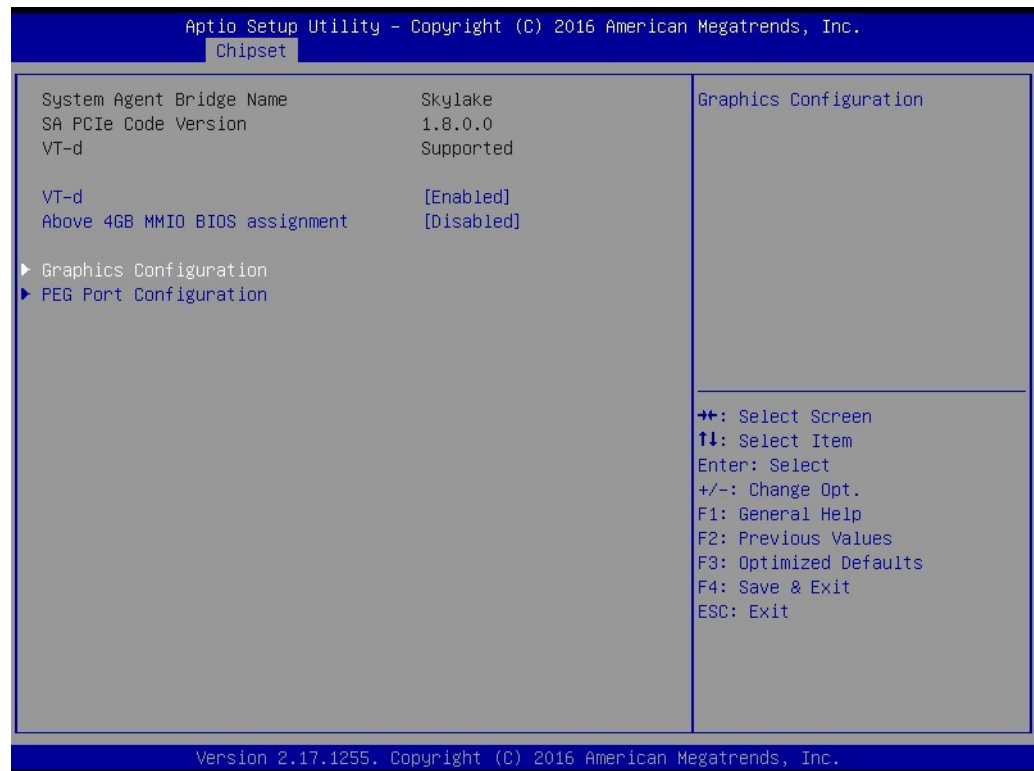 Aptio Setup Utility – Copyright (C) 2016 American Megatrends, Inc.
Chipset
System Agent Bridge Name Skylake
SA PCIe Code Version 1.8.0.0
VT-d Supported
VT-d [Enabled]
Above 4GB MMIO BIOS assignment [Disabled]
▶ Graphics Configuration
▶ PEG Port Configuration
Graphics Configuration
→←: Select Screen
↑↓: Select Item
Enter: Select
+/-: Change Opt.
F1: General Help
F2: Previous Values
F3: Optimized Defaults
F4: Save & Exit
ESC: Exit
Version 2.17.1255. Copyright (C) 2016 American Megatrends, Inc.